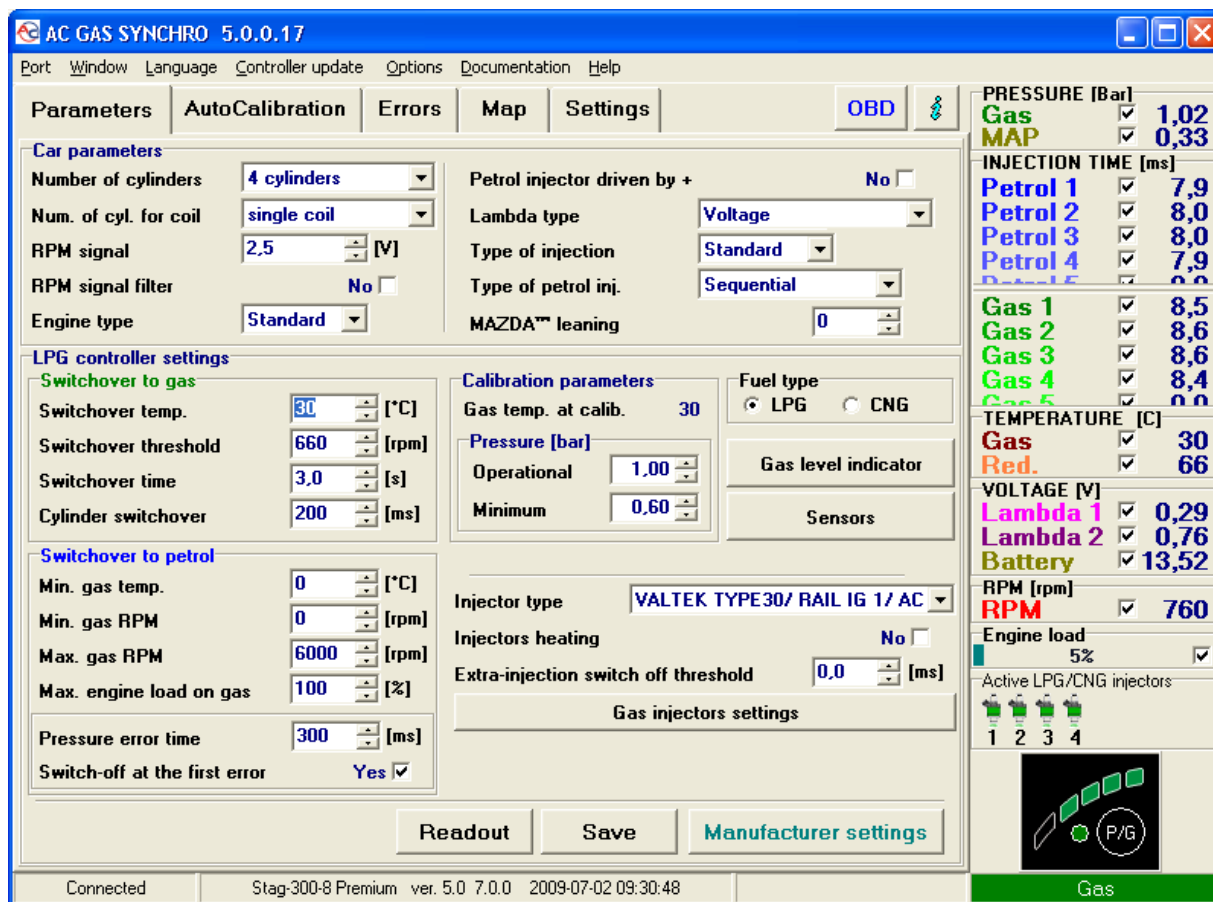 AC GAS SYNCHRO 5.0.0.17
Port Window Language Controller update Options Documentation Help
Parameters AutoCalibration Errors Map Settings OBD i
Car parameters
Number of cylinders 4 cylinders
Num. of cyl. for coil single coil
RPM signal 2,5 [V]
RPM signal filter No
Engine type Standard
Petrol injector driven by + No
Lambda type Voltage
Type of injection Standard
Type of petrol inj. Sequential
MAZDA™ leaning 0
LPG controller settings
Switchover to gas
Switchover temp. 30 [°C]
Switchover threshold 660 [rpm]
Switchover time 3,0 [s]
Cylinder switchover 200 [ms]
Switchover to petrol
Min. gas temp. 0 [°C]
Min. gas RPM 0 [rpm]
Max. gas RPM 6000 [rpm]
Max. engine load on gas 100 [%]
Pressure error time 300 [ms]
Switch-off at the first error Yes
Calibration parameters
Gas temp. at calib. 30
Pressure [bar]
Operational 1,00
Minimum 0,60
Fuel type
LPG CNG
Gas level indicator
Sensors
Injector type VALTEK TYPE30/ RAIL IG 1/ AC
Injectors heating No
Extra-injection switch off threshold 0,0 [ms]
Gas injectors settings
Readout Save Manufacturer settings
PRESSURE [Bar]
Gas 1,02
MAP 0,33
INJECTION TIME [ms]
Petrol 1 7,9
Petrol 2 8,0
Petrol 3 8,0
Petrol 4 7,9
Petrol 5 0,0
Gas 1 8,5
Gas 2 8,6
Gas 3 8,6
Gas 4 8,4
Gas 5 0,0
TEMPERATURE [C]
Gas 30
Red. 66
VOLTAGE [V]
Lambda 1 0,29
Lambda 2 0,76
Battery 13,52
RPM [rpm]
RPM 760
Engine load
5%
Active LPG/CNG injectors
1 2 3 4
P/G
Connected Stag-300-8 Premium ver. 5.0 7.0.0 2009-07-02 09:30:48 Gas